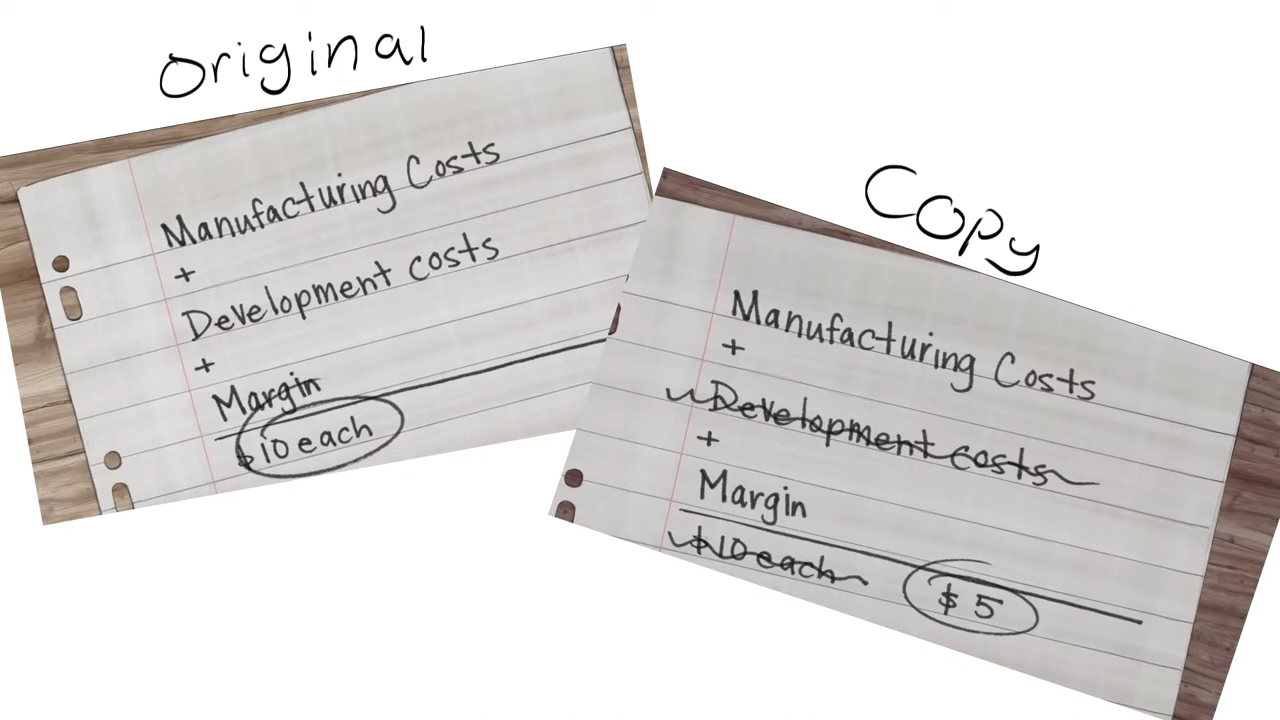 Original
Manufacturing Costs
+
Development costs
+
Margin
$10 each
Copy
Manufacturing Costs
+
Development costs
+
Margin
$10 each
$5